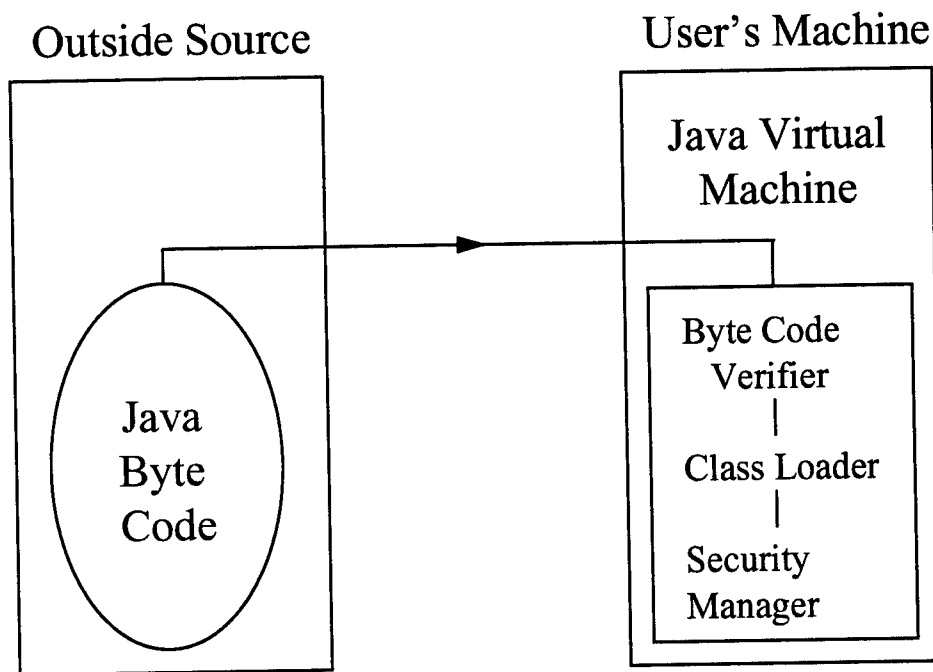 Outside Source
User's Machine
Java Virtual
Machine
Java
Byte
Code
Byte Code
Verifier
Class Loader
Security
Manager